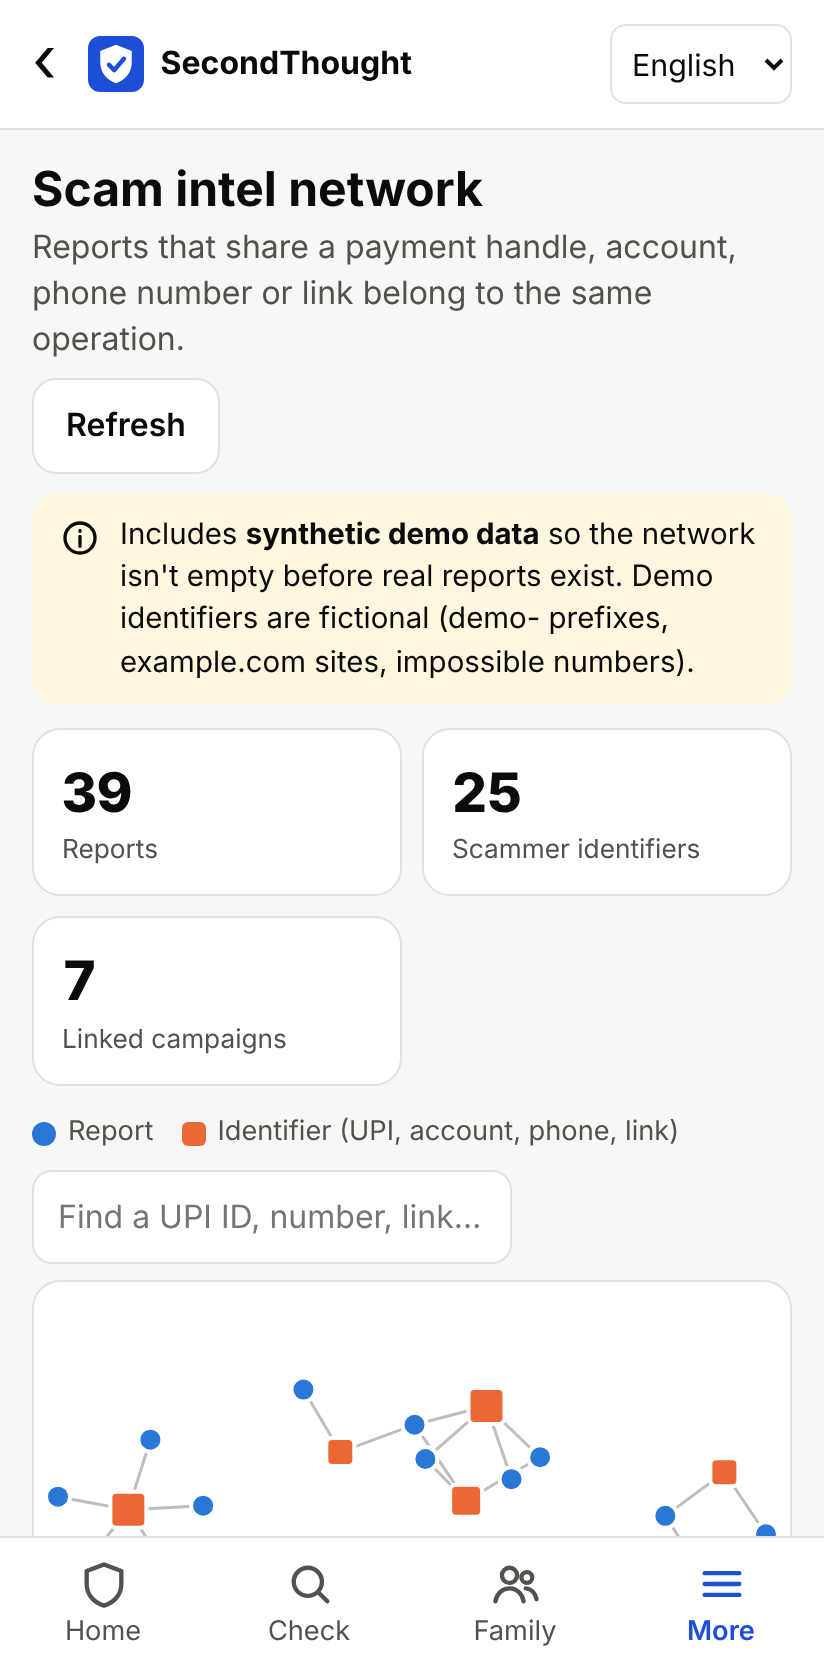 SecondThought
English
Scam intel network
Reports that share a payment handle, account,
phone number or link belong to the same
operation.
Refresh
Includes synthetic demo data so the network
isn't empty before real reports exist. Demo
identifiers are fictional (demo- prefixes,
example.com sites, impossible numbers).
39
Reports
25
Scammer identifiers
7
Linked campaigns
Report
Identifier (UPI, account, phone, link)
Find a UPI ID, number, link...
Home
Check
Family
More